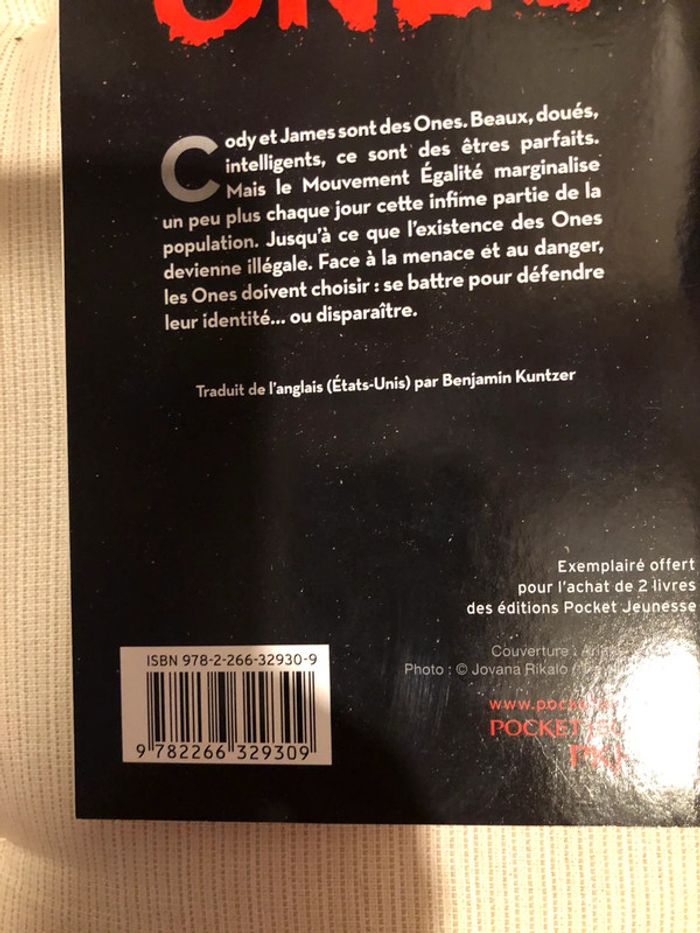 ONES
Cody et James sont des Ones. Beaux, doués,
intelligents, ce sont des êtres parfaits.
Mais le Mouvement Égalité marginalise
un peu plus chaque jour cette infime partie de la
population. Jusqu'à ce que l'existence des Ones
devienne illégale. Face à la menace et au danger,
les Ones doivent choisir : se battre pour défendre
leur identité... ou disparaître.
Traduit de l'anglais (États-Unis) par Benjamin Kuntzer
Exemplaire offert
pour l'achat de 2 livres
des éditions Pocket Jeunesse
ISBN 978-2-266-32930-9
Couverture :
Photo : © Jovana Rikalo
POCKET
9 782266 329309